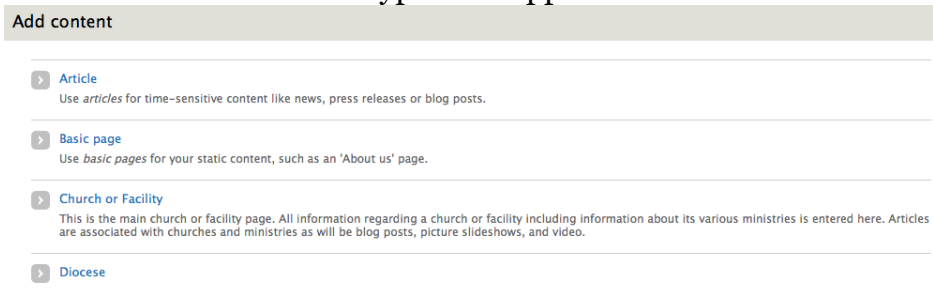 Add content
Article
Use articles for time-sensitive content like news, press releases or blog posts.
Basic page
Use basic pages for your static content, such as an 'About us' page.
Church or Facility
This is the main church or facility page. All information regarding a church or facility including information about its various ministries is entered here. Articles
are associated with churches and ministries as will be blog posts, picture slideshows, and video.
Diocese